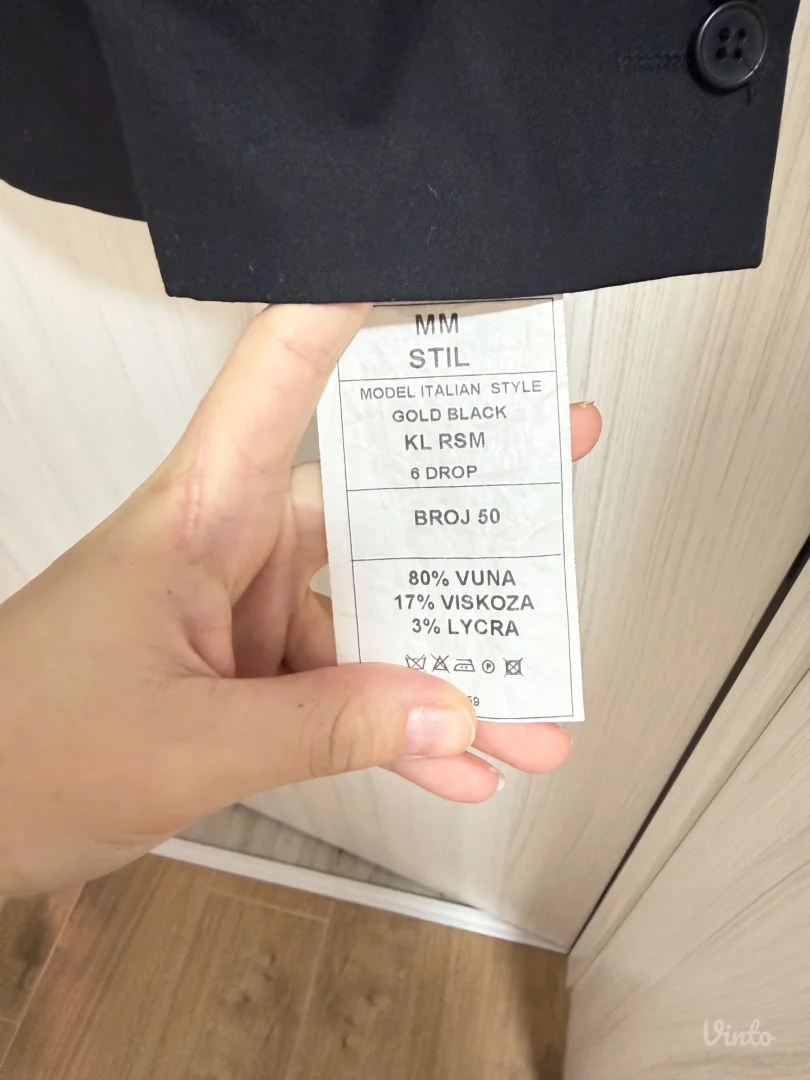 MM
STIL
MODEL ITALIAN STYLE
GOLD BLACK
KL RSM
6 DROP
BROJ 50
80% VUNA
17% VISKOZA
3% LYCRA
P
59
Vinto